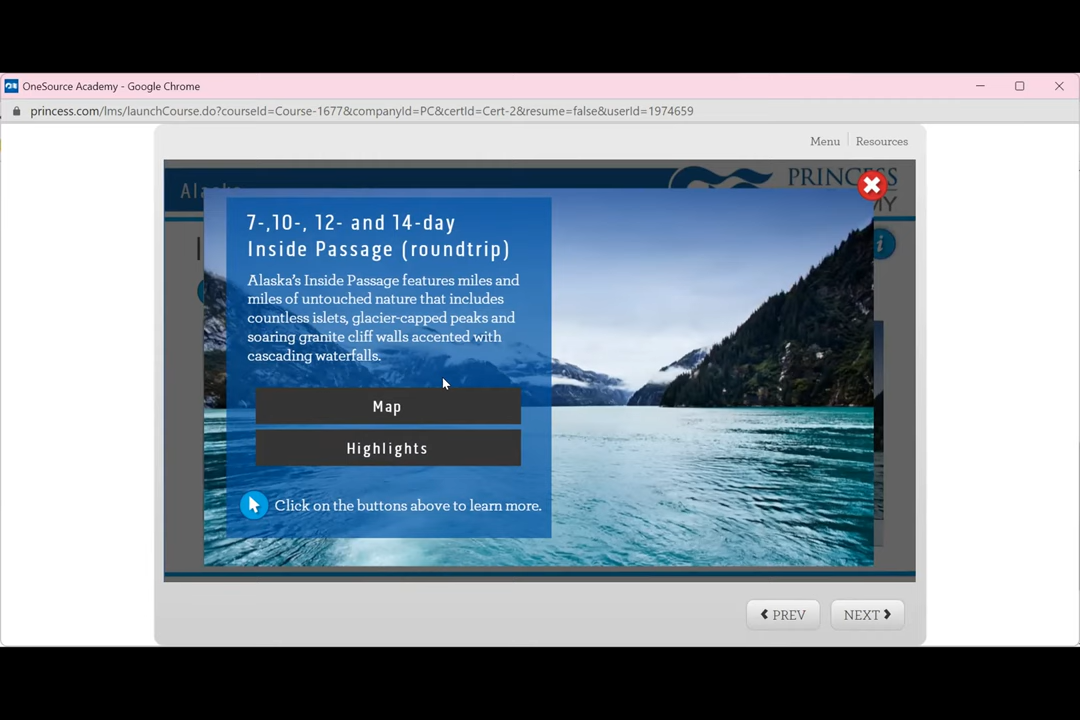 OneSource Academy - Google Chrome
princess.com/lms/launchCourse.do?courseId=Course-1677&companyId=PC&certId=Cert-2&resume=false&userId=1974659
Menu Resources
PRINCESS
7-,10-, 12- and 14-day
Inside Passage (roundtrip)
Alaska's Inside Passage features miles and
miles of untouched nature that includes
countless islets, glacier-capped peaks and
soaring granite cliff walls accented with
cascading waterfalls.
Map
Highlights
Click on the buttons above to learn more.
PREV NEXT